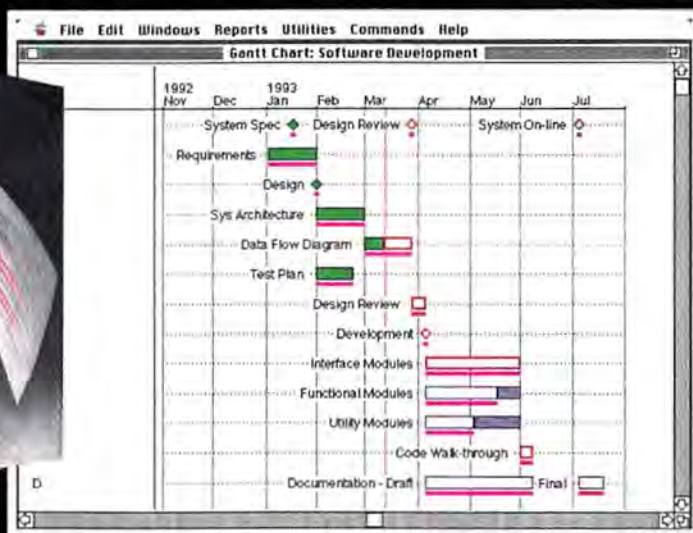 File Edit Windows Reports Utilities Commands Help
Gantt Chart: Software Development
1992 1993
Nov Dec Jan Feb Mar Apr May Jun Jul
System Spec Design Review System On-line
Requirements
Design
Sys Architecture
Data Flow Diagram
Test Plan
Design Review
Development
Interface Modules
Functional Modules
Utility Modules
Code Walk-through
D Documentation - Draft Final